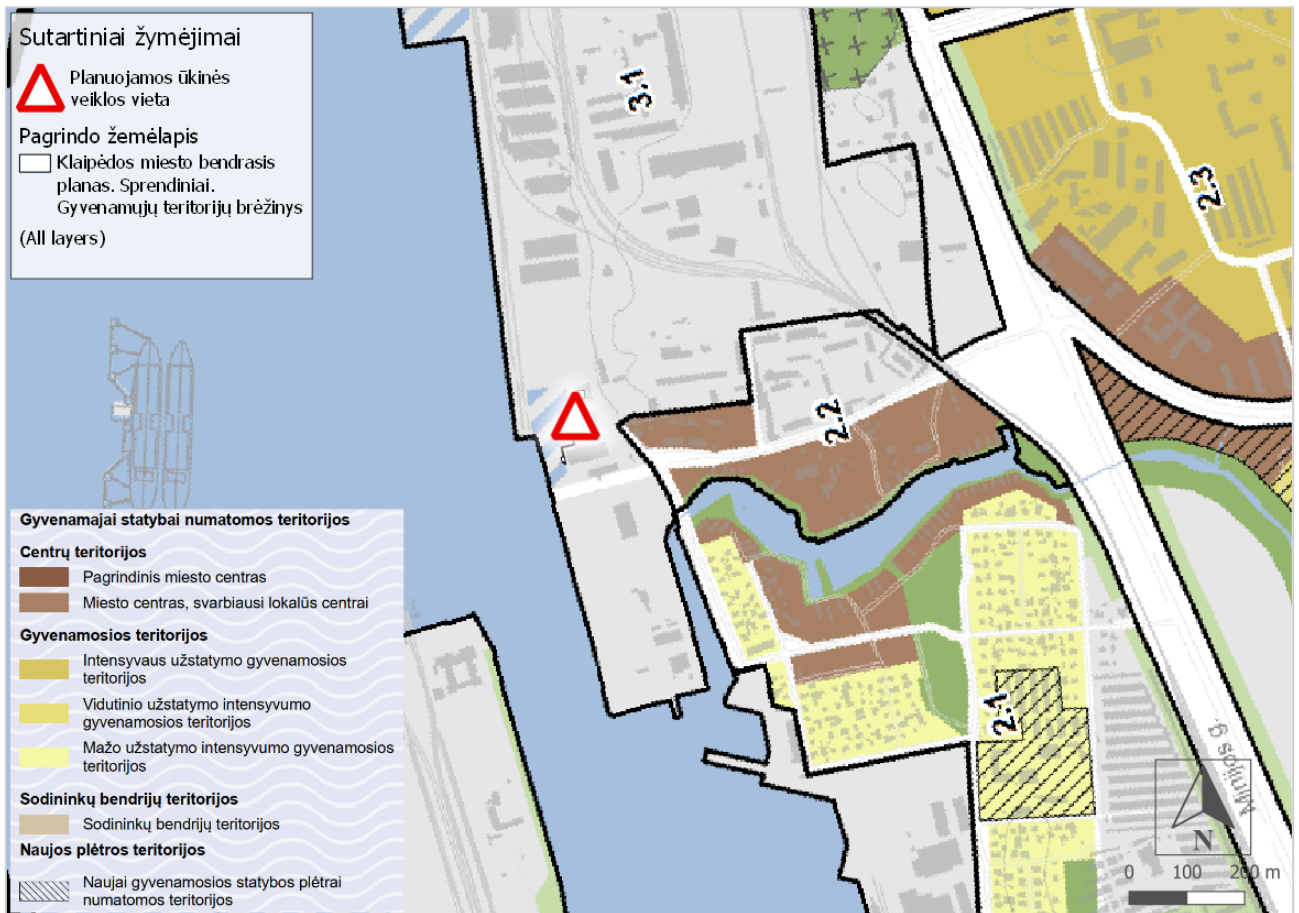 Sutartiniai žymėjimai
Planuojamos ūkinės
veiklos vieta
Pagrindo žemėlapis
Klaipėdos miesto bendrasis
planas. Sprendiniai.
Gyvenamųjų teritorijų brėžinys
(All layers)
3.1
2.3
2.2
2.1
Gyvenamajai statybai numatomos teritorijos
Centrų teritorijos
Pagrindinis miesto centras
Miesto centras, svarbiausi lokalūs centrai
Gyvenamosios teritorijos
Intensyvaus užstatymo gyvenamosios
teritorijos
Vidutinio užstatymo intensyvumo
gyvenamosios teritorijos
Mažo užstatymo intensyvumo gyvenamosios
teritorijos
Sodininkų bendrijų teritorijos
Sodininkų bendrijų teritorijos
Naujos plėtros teritorijos
Naujai gyvenamosios statybos plėtrai
numatomos teritorijos
Minijos g.
N
0 100 200 m